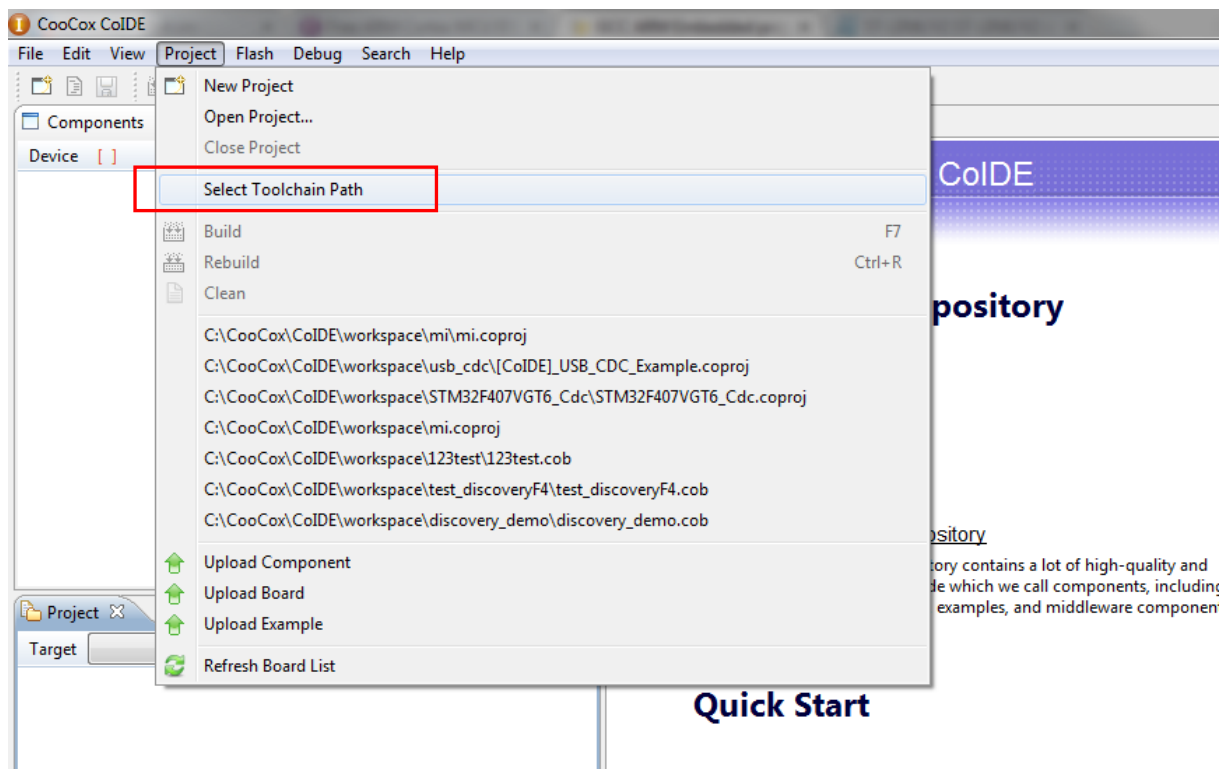 CooCox CoIDE
File Edit View Project Flash Debug Search Help
New Project
Open Project...
Close Project
Components
Device [ ]
Select Toolchain Path
CoIDE
Build F7
Rebuild Ctrl+R
Clean
pository
C:\CooCox\CoIDE\workspace\mi\mi.coproj
C:\CooCox\CoIDE\workspace\usb_cdc\[CoIDE]_USB_CDC_Example.coproj
C:\CooCox\CoIDE\workspace\STM32F407VGT6_Cdc\STM32F407VGT6_Cdc.coproj
C:\CooCox\CoIDE\workspace\mi.coproj
C:\CooCox\CoIDE\workspace\123test\123test.cob
C:\CooCox\CoIDE\workspace\test_discoveryF4\test_discoveryF4.cob
C:\CooCox\CoIDE\workspace\discovery_demo\discovery_demo.cob
ository
tory contains a lot of high-quality and
de which we call components, including
examples, and middleware component
Upload Component
Upload Board
Upload Example
Refresh Board List
Project
Target
Quick Start